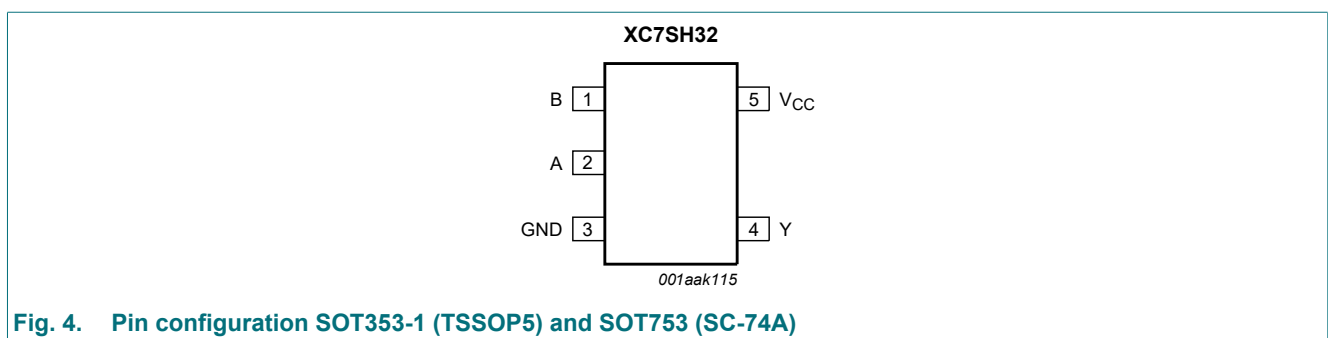 XC7SH32
B 1 5 VCC
A 2
GND 3 4 Y
001aak115
Fig. 4. Pin configuration SOT353-1 (TSSOP5) and SOT753 (SC-74A)